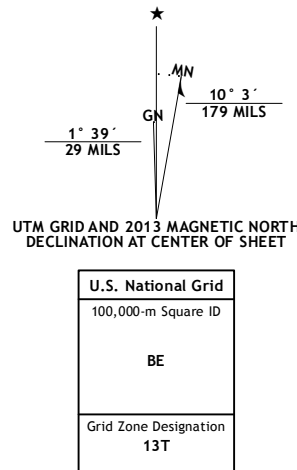 MN
GN
10° 3´
179 MILS
1° 39´
29 MILS
UTM GRID AND 2013 MAGNETIC NORTH
DECLINATION AT CENTER OF SHEET
U.S. National Grid
100,000-m Square ID
BE
Grid Zone Designation
13T